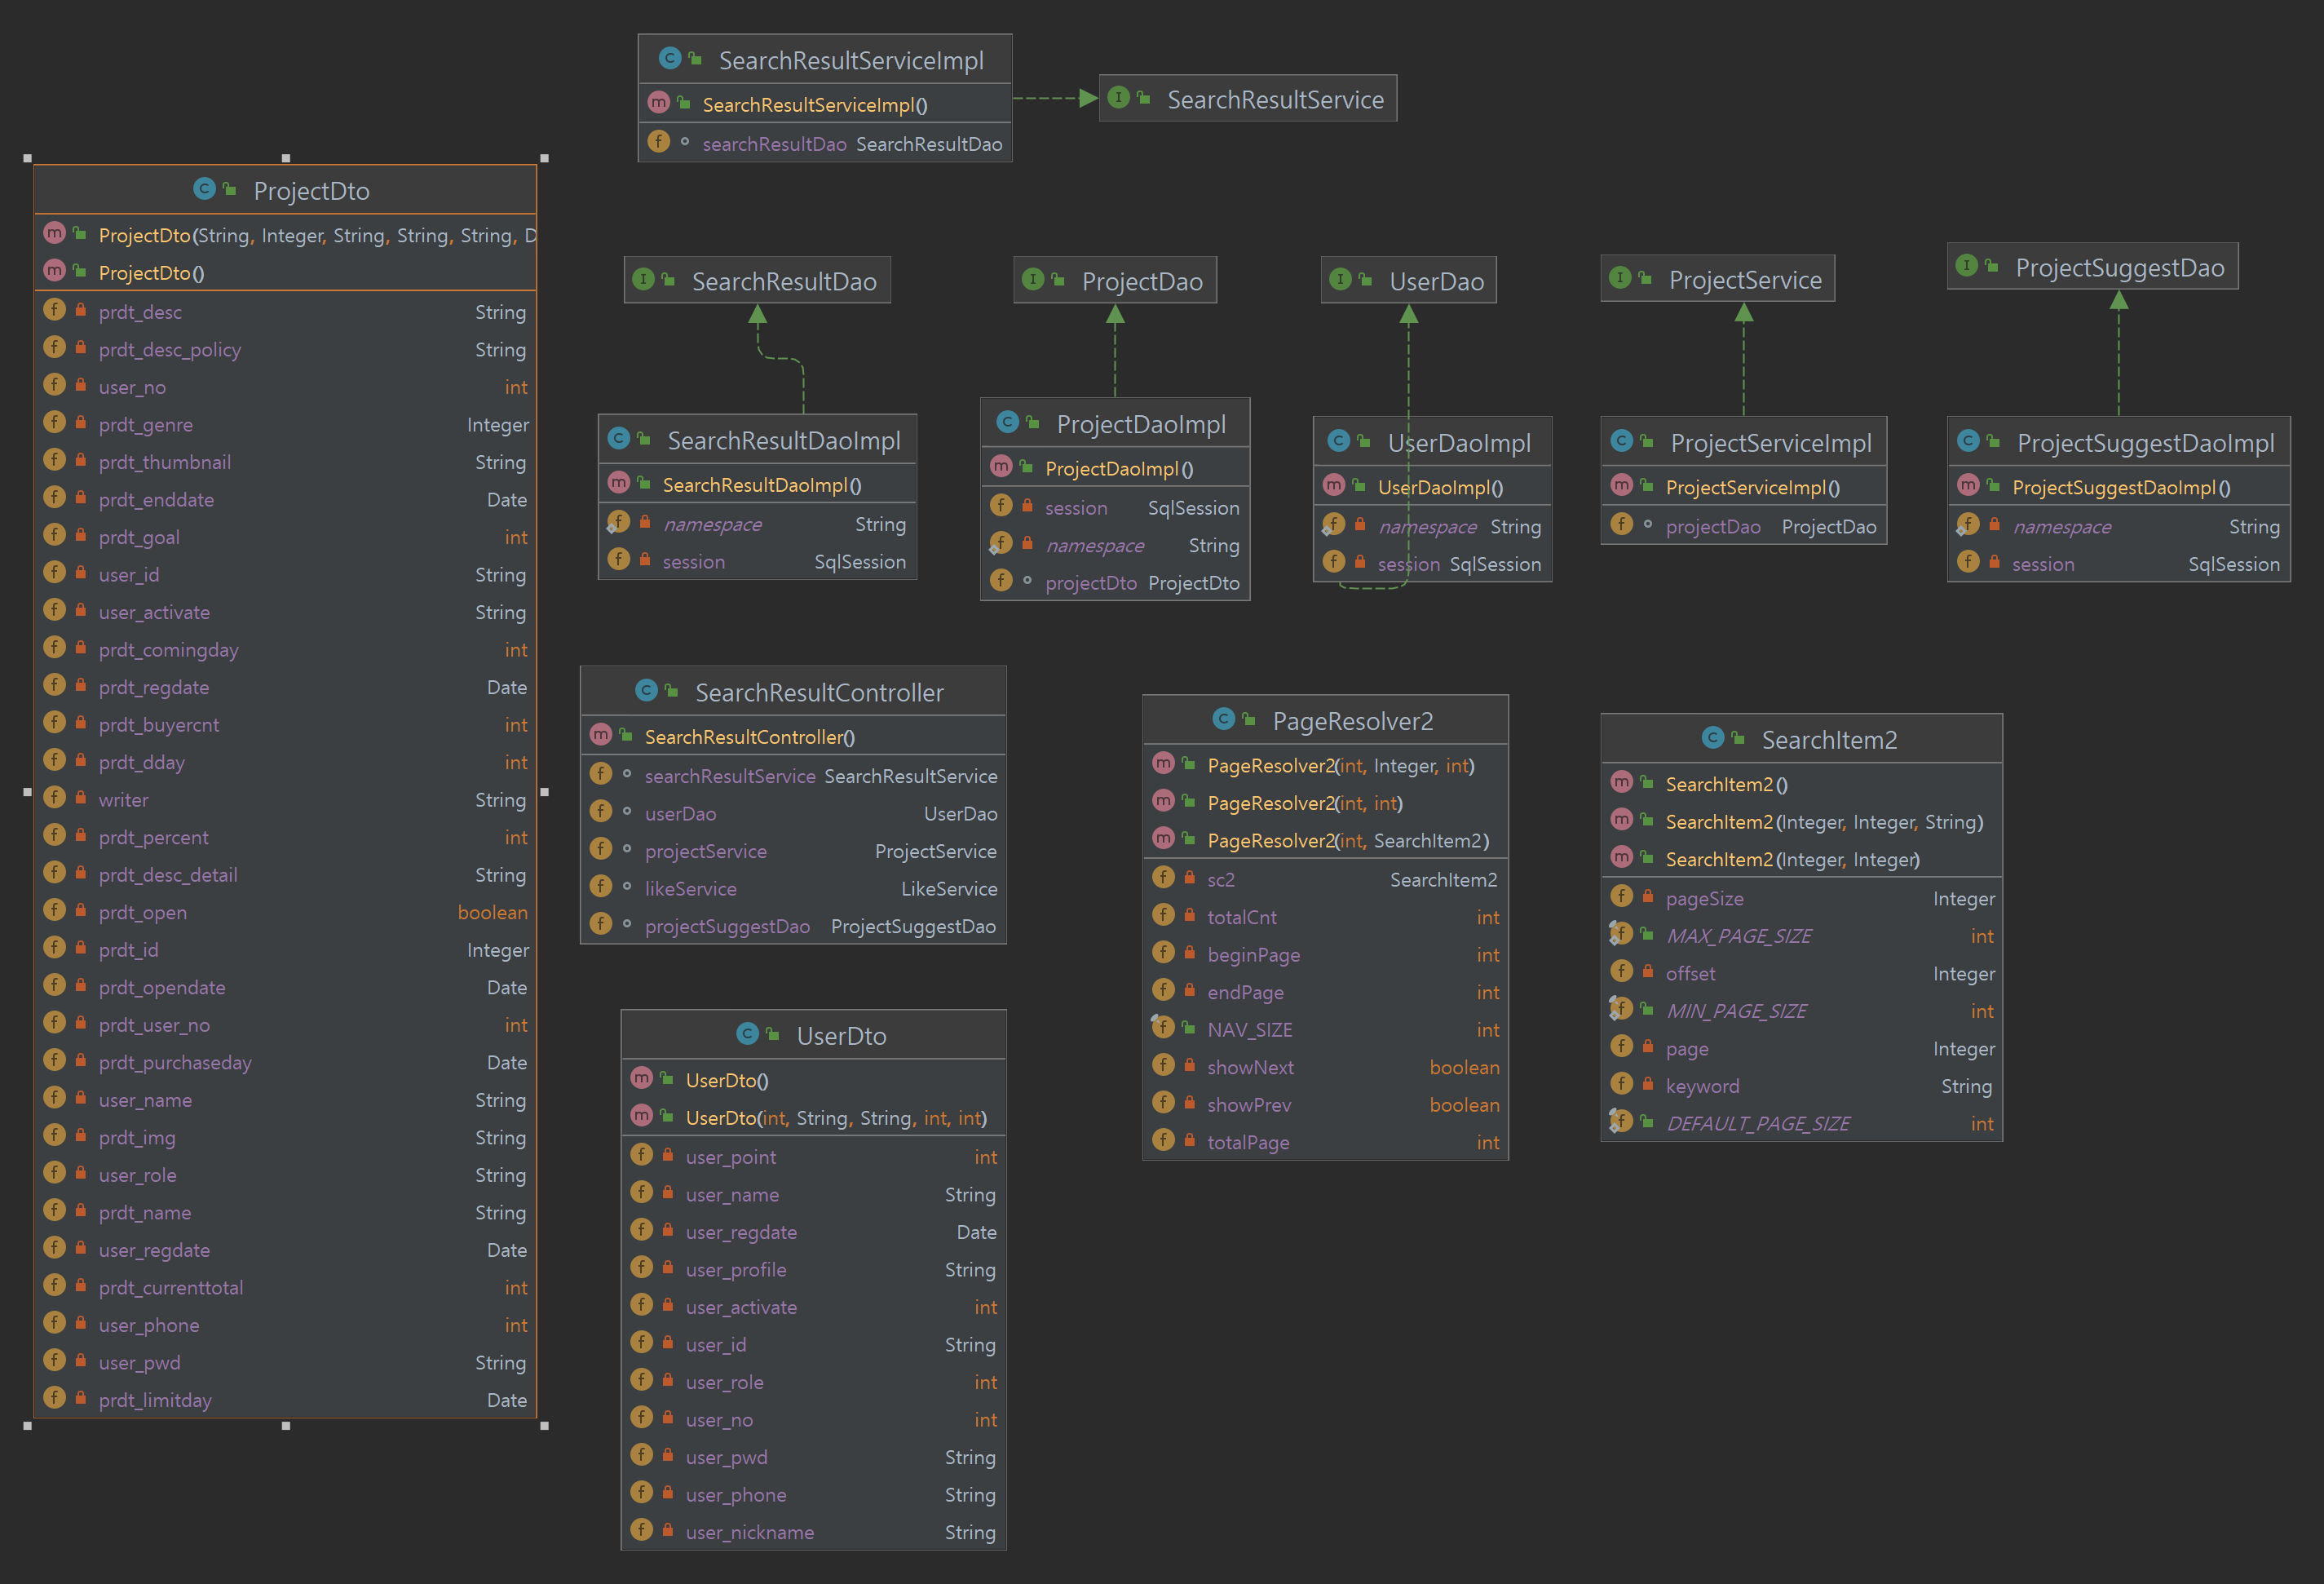 SearchResultServiceImpl
SearchResultServiceImpl()
searchResultDao SearchResultDao
SearchResultService
ProjectDto
ProjectDto(String, Integer, String, String, String, D
ProjectDto()
prdt_desc String
prdt_desc_policy String
user_no int
prdt_genre Integer
prdt_thumbnail String
prdt_enddate Date
prdt_goal int
user_id String
user_activate String
prdt_comingday int
prdt_regdate Date
prdt_buyercnt int
prdt_dday int
writer String
prdt_percent int
prdt_desc_detail String
prdt_open boolean
prdt_id Integer
prdt_opendate Date
prdt_user_no int
prdt_purchaseday Date
user_name String
prdt_img String
user_role String
prdt_name String
user_regdate Date
prdt_currenttotal int
user_phone int
user_pwd String
prdt_limitday Date
SearchResultDao
ProjectDao
UserDao
ProjectService
ProjectSuggestDao
SearchResultDaoImpl
SearchResultDaoImpl()
namespace String
session SqlSession
ProjectDaoImpl
ProjectDaoImpl()
session SqlSession
namespace String
projectDto ProjectDto
UserDaoImpl
UserDaoImpl()
namespace String
session SqlSession
ProjectServiceImpl
ProjectServiceImpl()
projectDao ProjectDao
ProjectSuggestDaoImpl
ProjectSuggestDaoImpl()
namespace String
session SqlSession
SearchResultController
SearchResultController()
searchResultService SearchResultService
userDao UserDao
projectService ProjectService
likeService LikeService
projectSuggestDao ProjectSuggestDao
PageResolver2
PageResolver2(int, Integer, int)
PageResolver2(int, int)
PageResolver2(int, SearchItem2)
sc2 SearchItem2
totalCnt int
beginPage int
endPage int
NAV_SIZE int
showNext boolean
showPrev boolean
totalPage int
SearchItem2
SearchItem2()
SearchItem2(Integer, Integer, String)
SearchItem2(Integer, Integer)
pageSize Integer
MAX_PAGE_SIZE int
offset Integer
MIN_PAGE_SIZE int
page Integer
keyword String
DEFAULT_PAGE_SIZE int
UserDto
UserDto()
UserDto(int, String, String, int, int)
user_point int
user_name String
user_regdate Date
user_profile String
user_activate int
user_id String
user_role int
user_no int
user_pwd String
user_phone String
user_nickname String